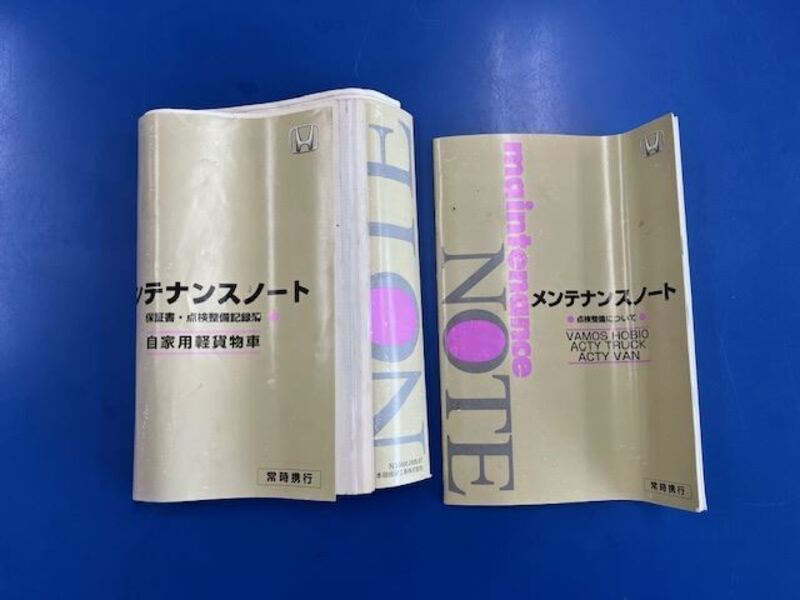 ンテナンスノート
保証書・点検整備記録簿
自家用軽貨物車
常時携行
NOTE
maintenance
NOTE
メンテナンスノート
点検整備について
VAMOS HOBIO
ACTY TRUCK
ACTY VAN
常時携行